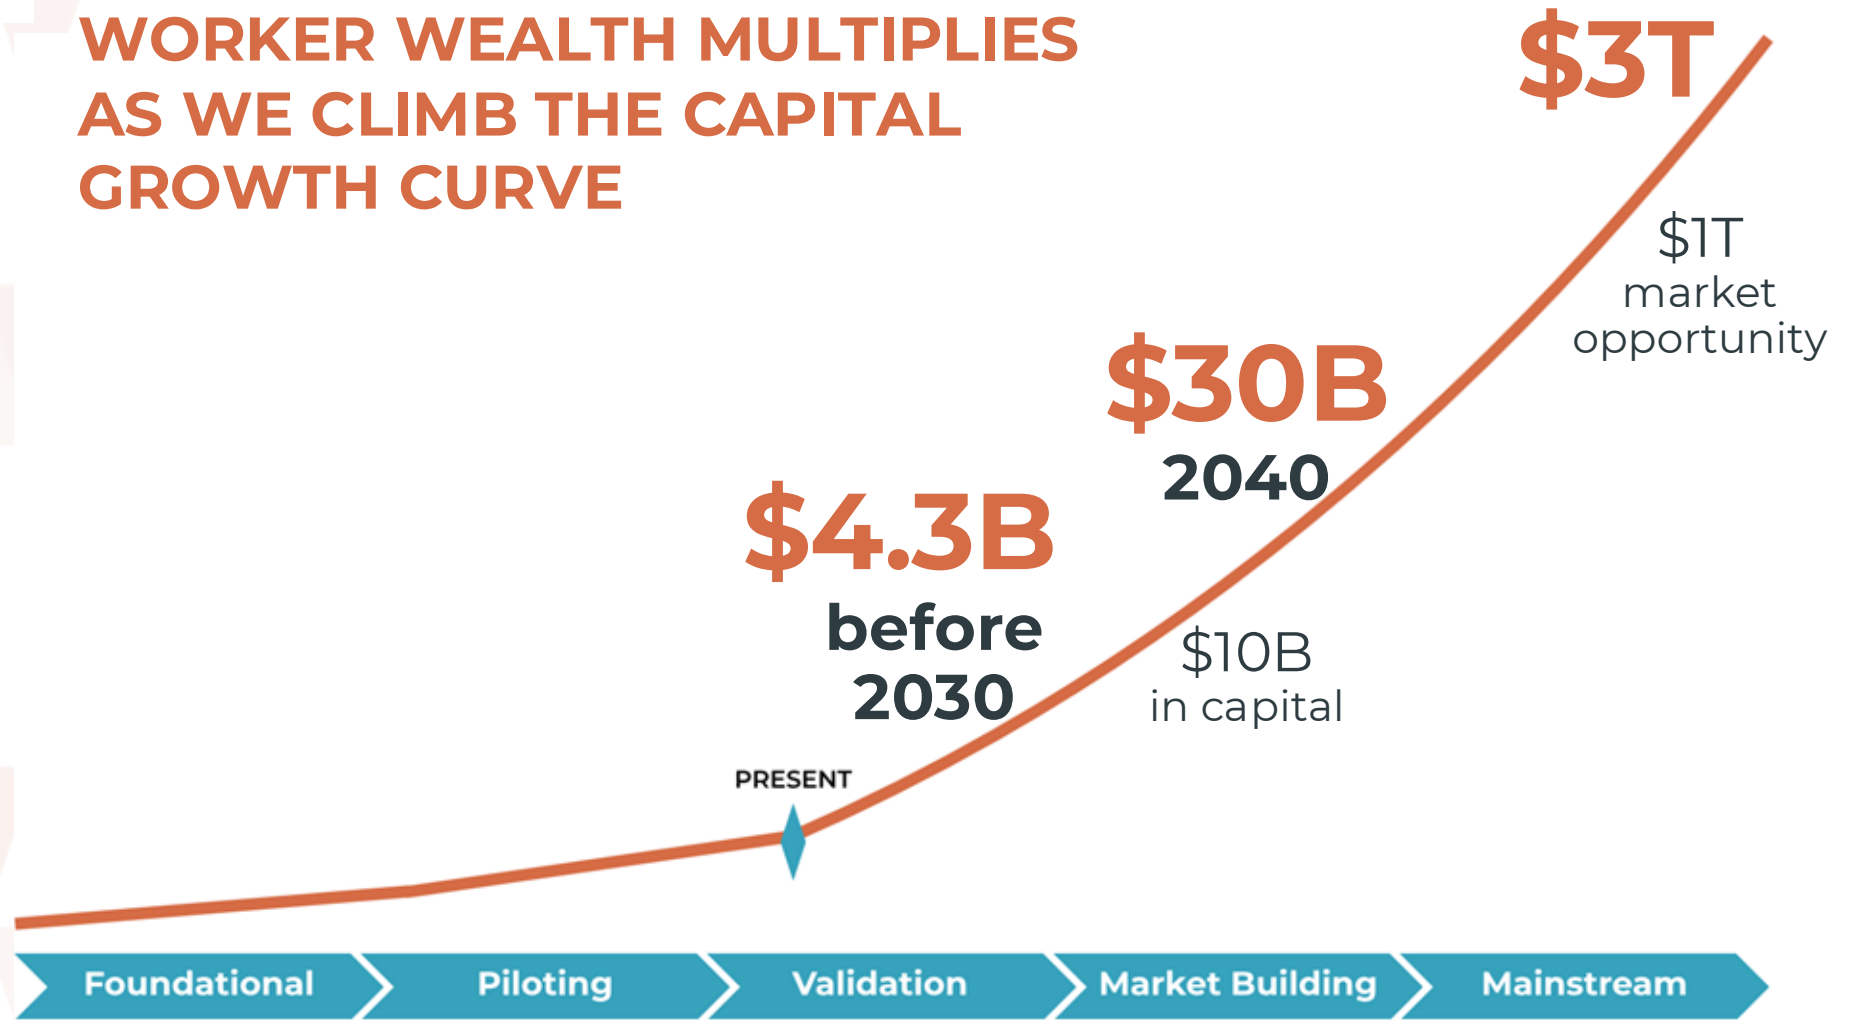 WORKER WEALTH MULTIPLIES
AS WE CLIMB THE CAPITAL
GROWTH CURVE
$3T
$1T
market
opportunity
$30B
2040
$4.3B
before
2030
$10B
in capital
PRESENT
Foundational
Piloting
Validation
Market Building
Mainstream